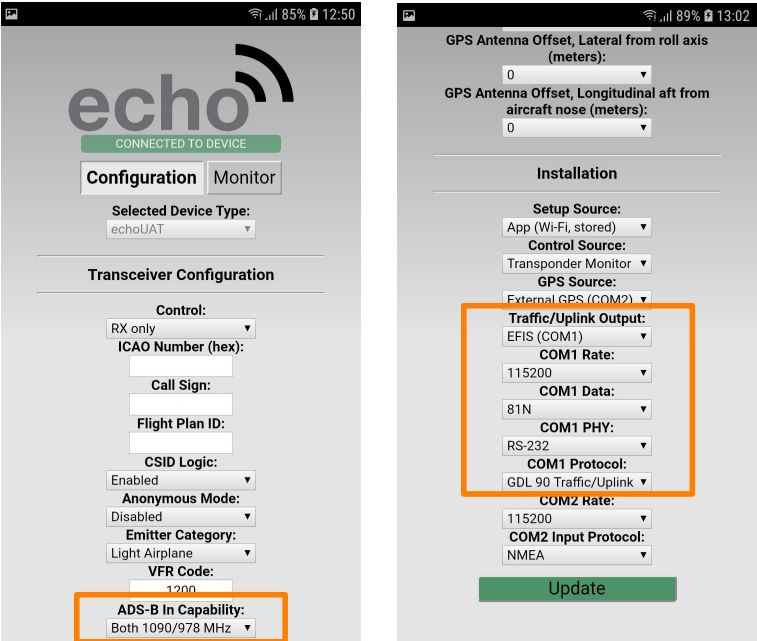 85% 12:50
echo
CONNECTED TO DEVICE
Configuration Monitor
Selected Device Type:
echoUAT
Transceiver Configuration
Control:
RX only
ICAO Number (hex):
Call Sign:
Flight Plan ID:
CSID Logic:
Enabled
Anonymous Mode:
Disabled
Emitter Category:
Light Airplane
VFR Code:
1200
ADS-B In Capability:
Both 1090/978 MHz
89% 13:02
GPS Antenna Offset, Lateral from roll axis
(meters):
0
GPS Antenna Offset, Longitudinal aft from
aircraft nose (meters):
0
Installation
Setup Source:
App (Wi-Fi, stored)
Control Source:
Transponder Monitor
GPS Source:
External GPS (COM2)
Traffic/Uplink Output:
EFIS (COM1)
COM1 Rate:
115200
COM1 Data:
81N
COM1 PHY:
RS-232
COM1 Protocol:
GDL 90 Traffic/Uplink
COM2 Rate:
115200
COM2 Input Protocol:
NMEA
Update